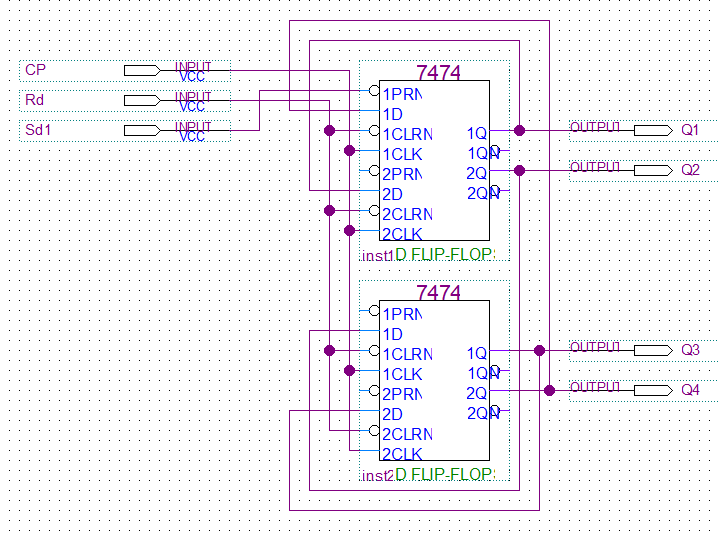 CP INPUT VCC
Rd INPUT VCC
Sd1 INPUT VCC
7474
1PRN
1D
1CLRN
1Q
OUTPUT Q1
1CLK
1QN
2PRN
2Q
OUTPUT Q2
2D
2QN
2CLRN
2CLK
inst1 D FLIP-FLOPS
7474
1PRN
1D
1CLRN
1Q
OUTPUT Q3
1CLK
1QN
2PRN
2Q
OUTPUT Q4
2D
2QN
2CLRN
2CLK
inst2 D FLIP-FLOPS